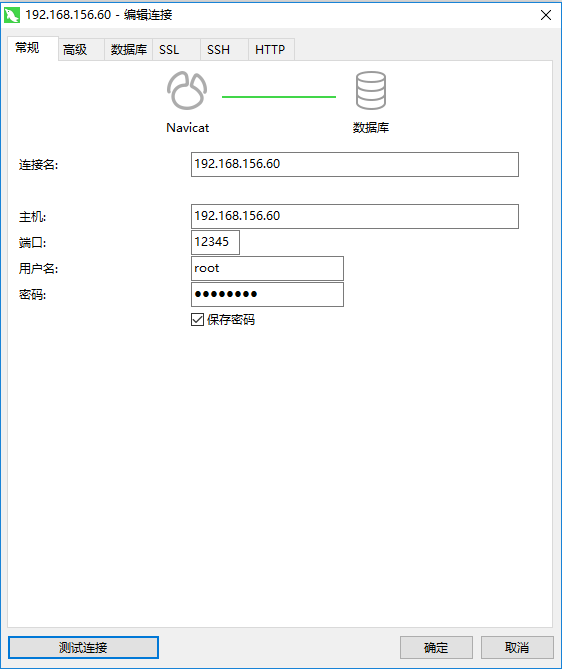 192.168.156.60 - 编辑连接
常规 高级 数据库 SSL SSH HTTP
Navicat 数据库
连接名: 192.168.156.60
主机: 192.168.156.60
端口: 12345
用户名: root
密码: ●●●●●●●●
保存密码
测试连接 确定 取消